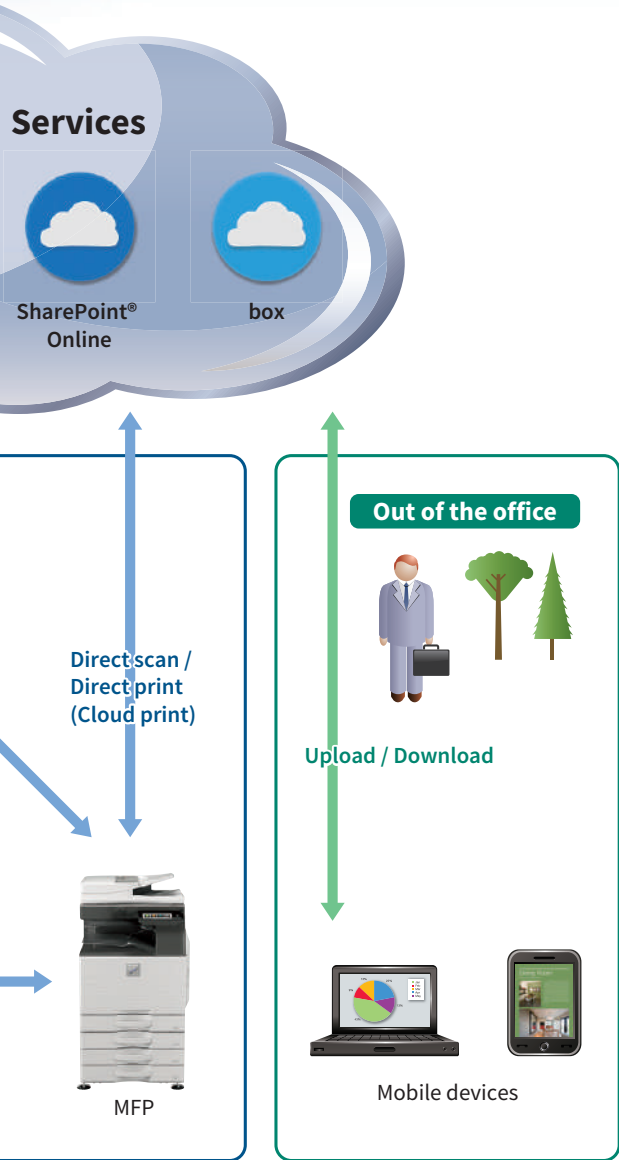 Services
SharePoint®
Online
box
Out of the office
Direct scan /
Direct print
(Cloud print)
Upload / Download
MFP
Mobile devices